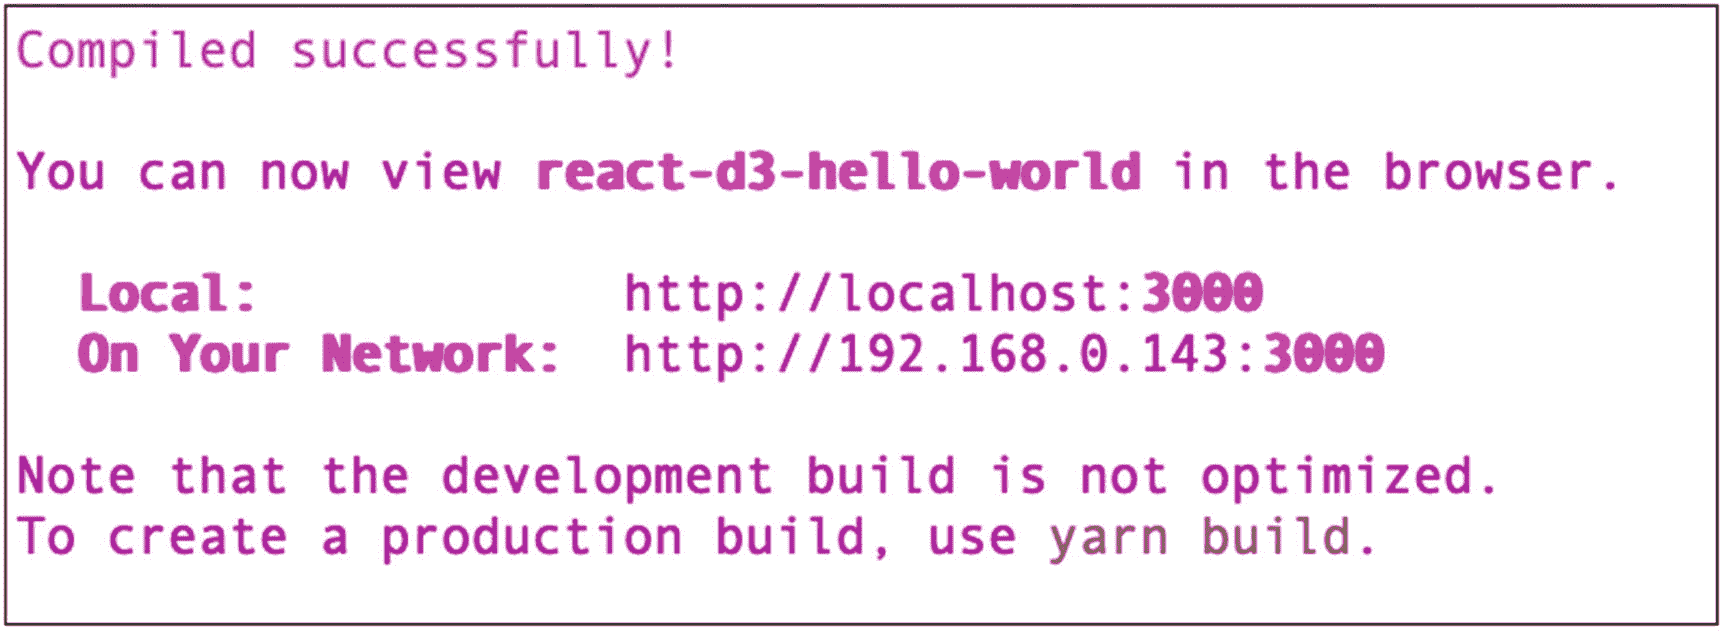 Compiled successfully!
You can now view react-d3-hello-world in the browser.
Local: http://localhost:3000
On Your Network: http://192.168.0.143:3000
Note that the development build is not optimized.
To create a production build, use yarn build.